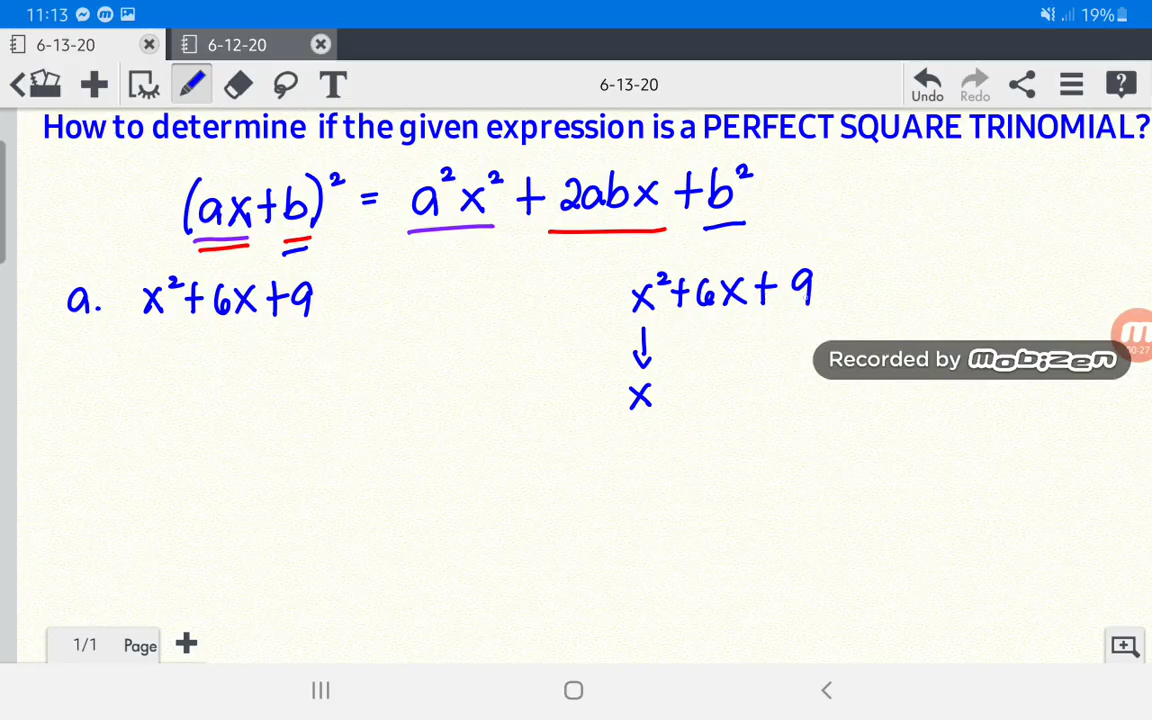 11:13 19%
6-13-20 6-12-20
T 6-13-20 Undo Redo ?
How to determine if the given expression is a PERFECT SQUARE TRINOMIAL?
(ax+b)² = a²x² + 2abx + b²
a. x²+6x+9 x²+6x+9
↓
Recorded by mobizen 00:27
x
1/1 Page +